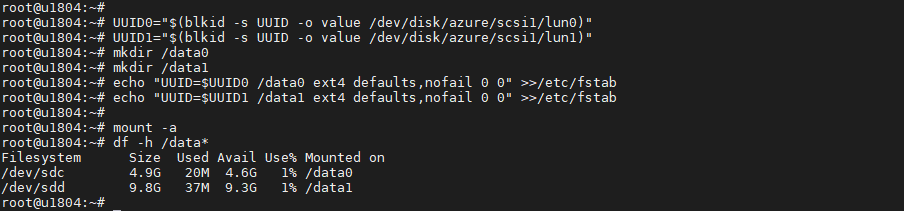 root@u1804:~#
root@u1804:~# UUID0="$(blkid -s UUID -o value /dev/disk/azure/scsi1/lun0)"
root@u1804:~# UUID1="$(blkid -s UUID -o value /dev/disk/azure/scsi1/lun1)"
root@u1804:~# mkdir /data0
root@u1804:~# mkdir /data1
root@u1804:~# echo "UUID=$UUID0 /data0 ext4 defaults,nofail 0 0" >>/etc/fstab
root@u1804:~# echo "UUID=$UUID1 /data1 ext4 defaults,nofail 0 0" >>/etc/fstab
root@u1804:~#
root@u1804:~# mount -a
root@u1804:~# df -h /data*
Filesystem      Size  Used Avail Use% Mounted on
/dev/sdc        4.9G   20M  4.6G   1% /data0
/dev/sdd        9.8G   37M  9.3G   1% /data1
root@u1804:~#